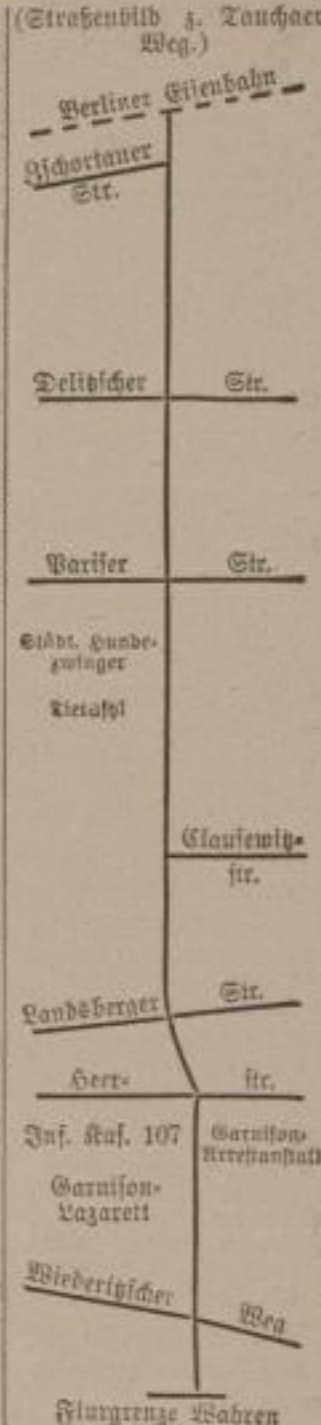 (Straßenbild z. Tauchaer
Weg.)
Berliner Eisenbahn
Zschortauer
Str.
Delitzscher Str.
Pariser Str.
Städt. Hunde-
zwinger
Tierasyl
Clausewitz-
str.
Landsberger Str.
Heer- str.
Inf. Kas. 107
Garnison-
Arrestanstalt
Garnison-
Lazarett
Wiederitzscher Weg
Flurgrenze Wahren